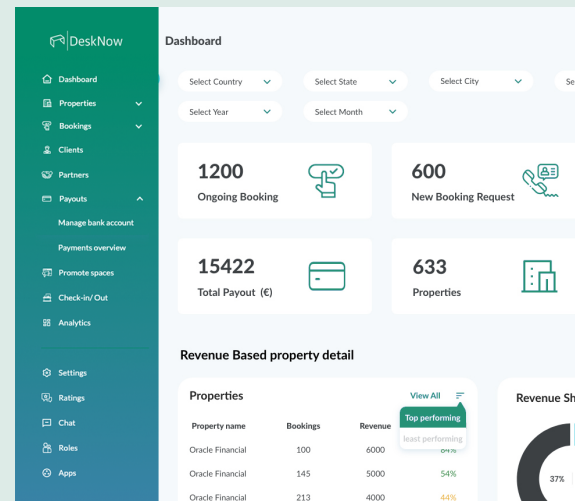 DeskNow
Dashboard
Dashboard
Properties
Bookings
Clients
Partners
Payouts
Manage bank account
Payments overview
Promote spaces
Check-in/ Out
Analytics
Settings
Ratings
Chat
Roles
Apps
Select Country
Select State
Select City
Se
Select Year
Select Month
1200
Ongoing Booking
600
New Booking Request
15422
Total Payout (€)
633
Properties
Revenue Based property detail
Properties
View All
Top performing
least performing
Property name Bookings Revenue
Oracle Financial 100 6000 64%
Oracle Financial 145 5000 54%
Oracle Financial 213 4000 44%
Revenue Sh
37%